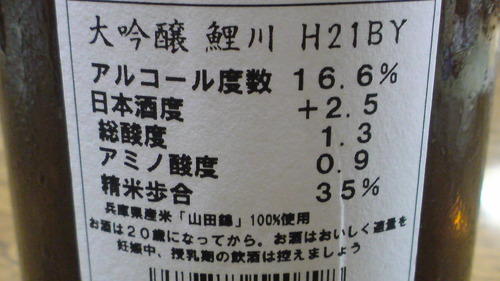 大吟醸 鯉川 H21BY
アルコール度数 16.6%
日本酒度 +2.5
総酸度 1.3
アミノ酸度 0.9
精米歩合 35%
兵庫県産米「山田錦」100%使用
お酒は20歳になってから。お酒はおいしく適量を
妊娠中、授乳期の飲酒は控えましょう